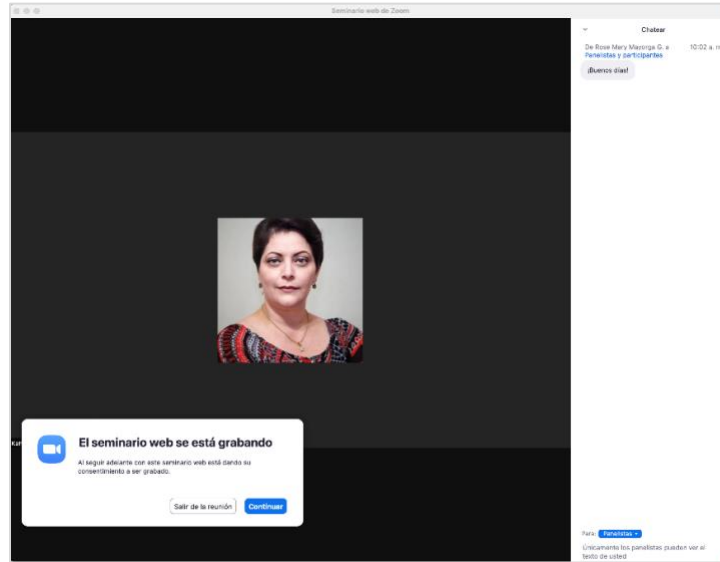 Seminario web de Zoom
Chatear
De Rose Mary Mayorga G. a 10:02 a. m
Panelistas y participantes
¡Buenos días!
El seminario web se está grabando
Al seguir adelante con este seminario web está dando su
consentimiento a ser grabado.
Salir de la reunión Continuar
Para: Panelistas
Únicamente los panelistas pueden ver el
texto de usted